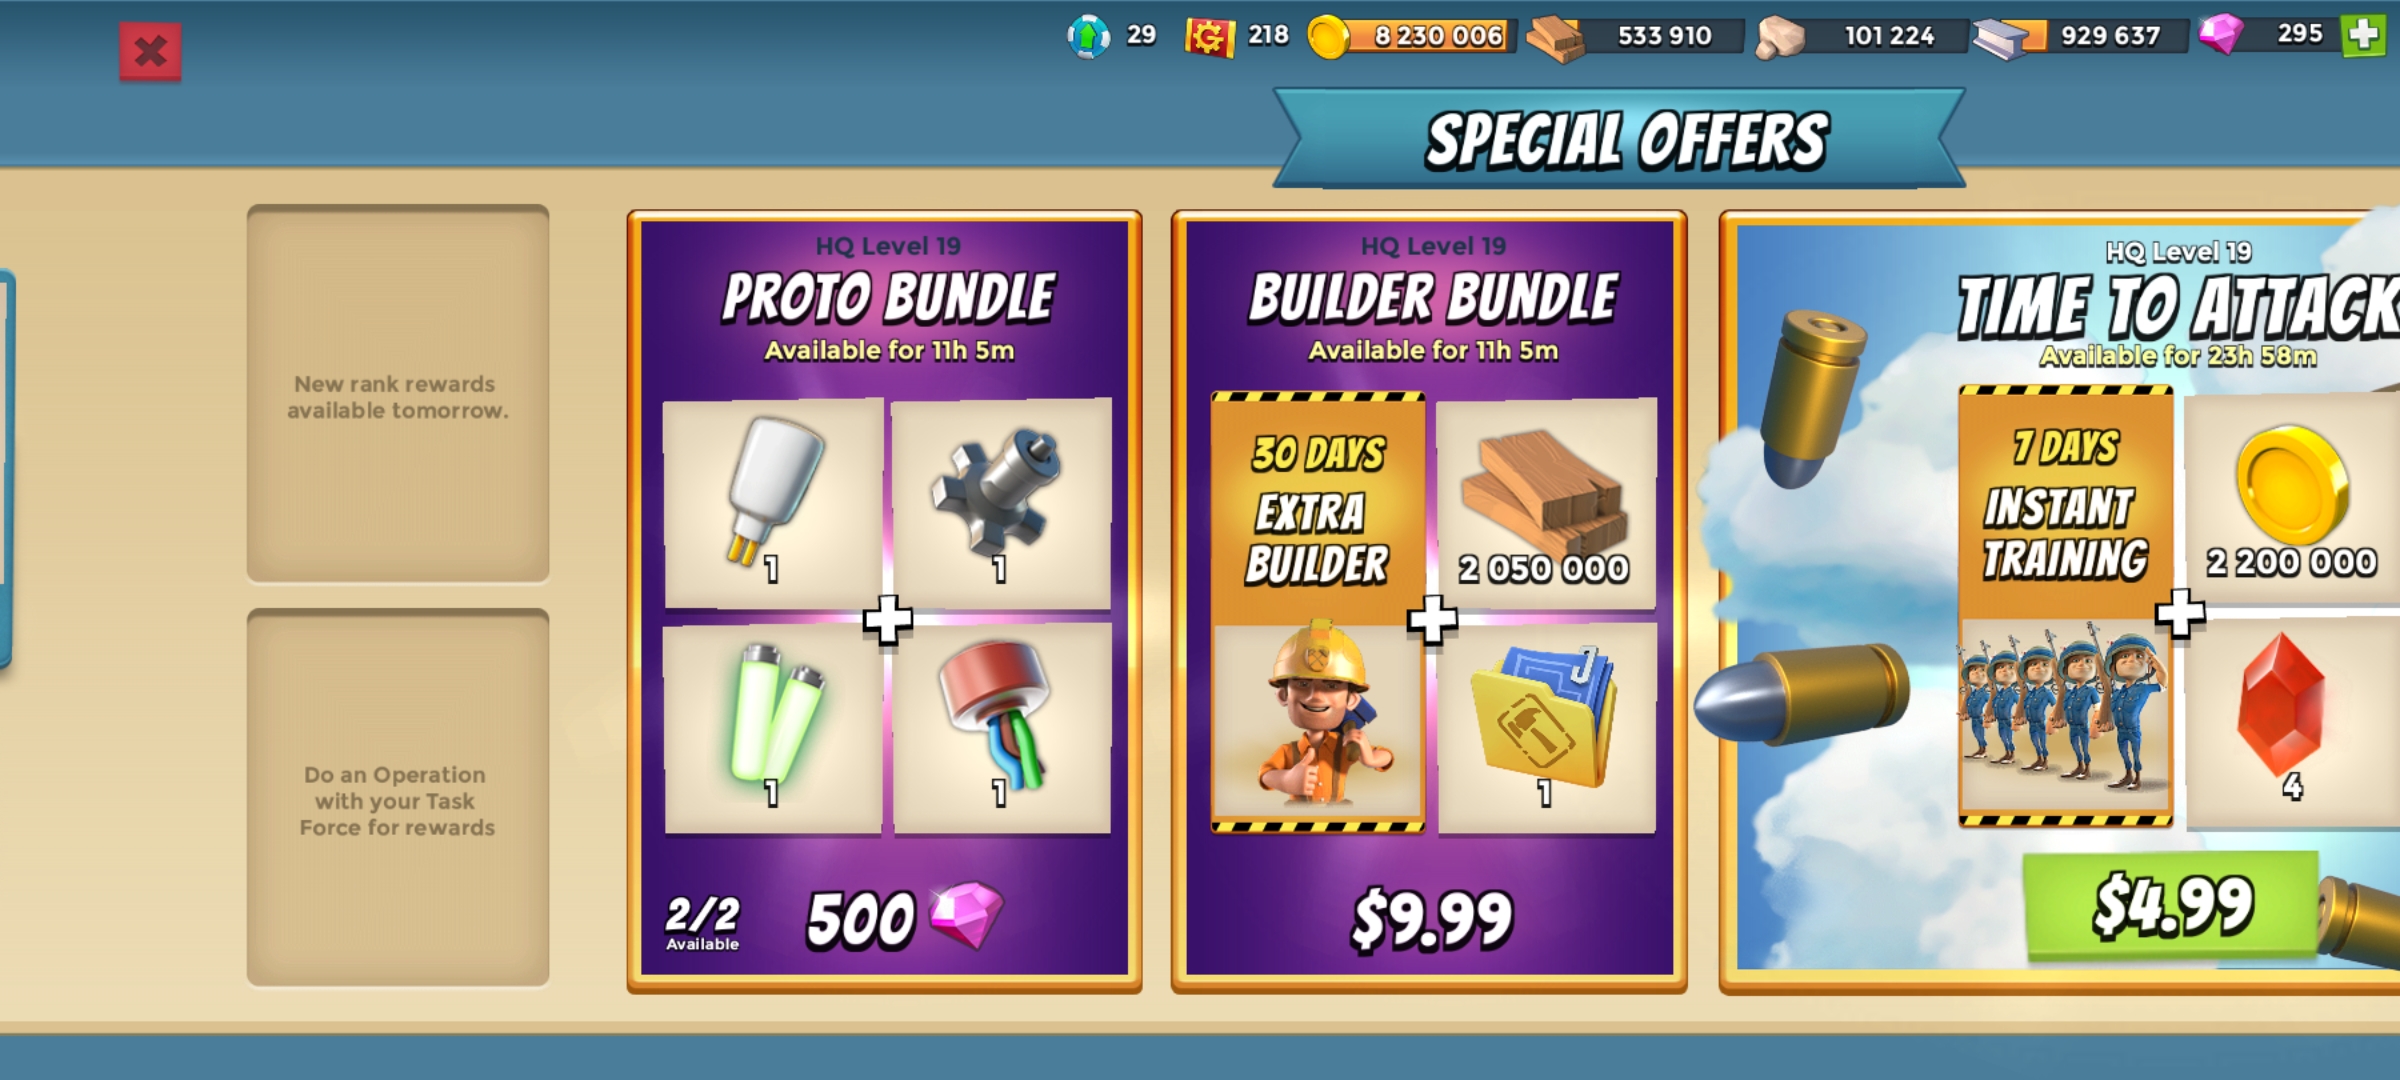 29
218
8 230 006
533 910
101 224
929 637
295
SPECIAL OFFERS
New rank rewards
available tomorrow.
Do an Operation
with your Task
Force for rewards
HQ Level 19
PROTO BUNDLE
Available for 11h 5m
1
1
1
1
2/2
Available
500
HQ Level 19
BUILDER BUNDLE
Available for 11h 5m
30 DAYS
EXTRA
BUILDER
2 050 000
1
$9.99
HQ Level 19
TIME TO ATTACK
Available for 23h 58m
7 DAYS
INSTANT
TRAINING
2 200 000
4
$4.99